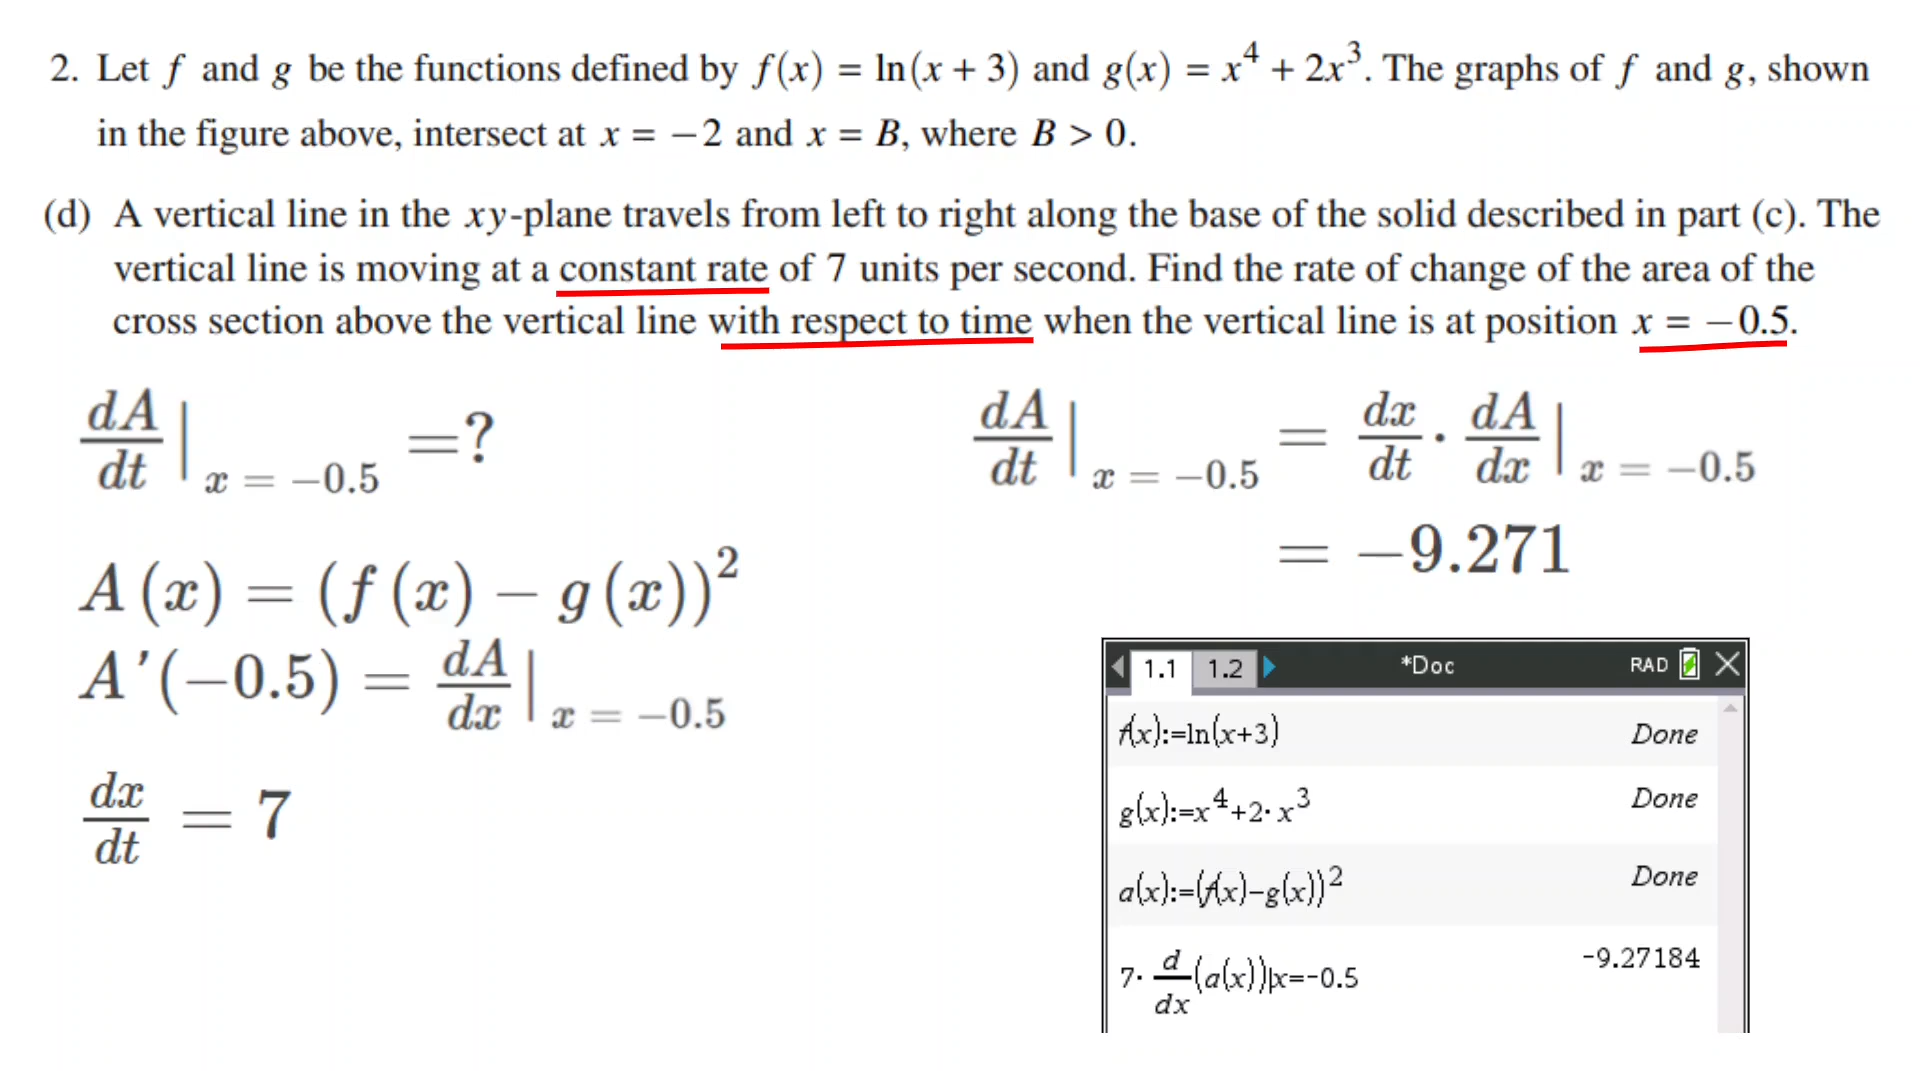 2. Let f and g be the functions defined by f(x) = ln(x + 3) and g(x) = x⁴ + 2x³. The graphs of f and g, shown
in the figure above, intersect at x = −2 and x = B, where B > 0.
(d) A vertical line in the xy-plane travels from left to right along the base of the solid described in part (c). The
vertical line is moving at a constant rate of 7 units per second. Find the rate of change of the area of the
cross section above the vertical line with respect to time when the vertical line is at position x = −0.5.
dA/dt | x = −0.5 =?
A(x) = (f(x) − g(x))²
A'(−0.5) = dA/dx | x = −0.5
dx/dt = 7
dA/dt | x = −0.5 = dx/dt · dA/dx | x = −0.5
= −9.271
1.1 1.2 *Doc RAD
f(x):=ln(x+3) Done
g(x):=x⁴+2·x³ Done
a(x):=(f(x)−g(x))² Done
7· d/dx (a(x))|x=-0.5 -9.27184